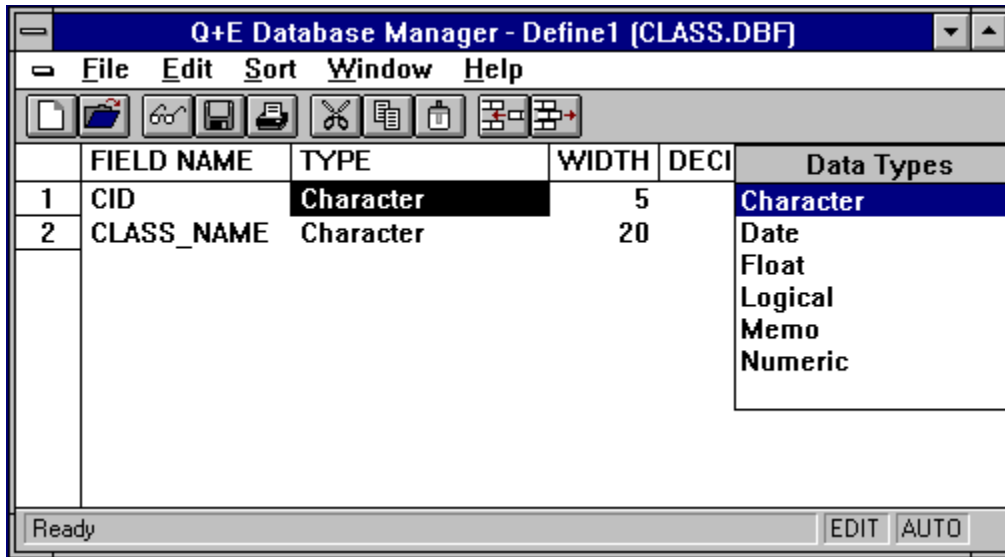 Q+E Database Manager - Define1 (CLASS.DBF)
File Edit Sort Window Help
FIELD NAME TYPE WIDTH DECI Data Types
1 CID Character 5 Character
2 CLASS_NAME Character 20 Date
Float
Logical
Memo
Numeric
Ready EDIT AUTO